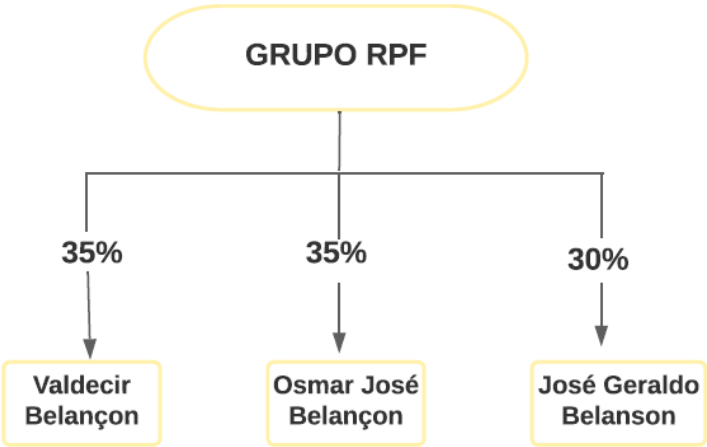 GRUPO RPF
35%
35%
30%
Valdecir
Belançon
Osmar José
Belançon
José Geraldo
Belanson